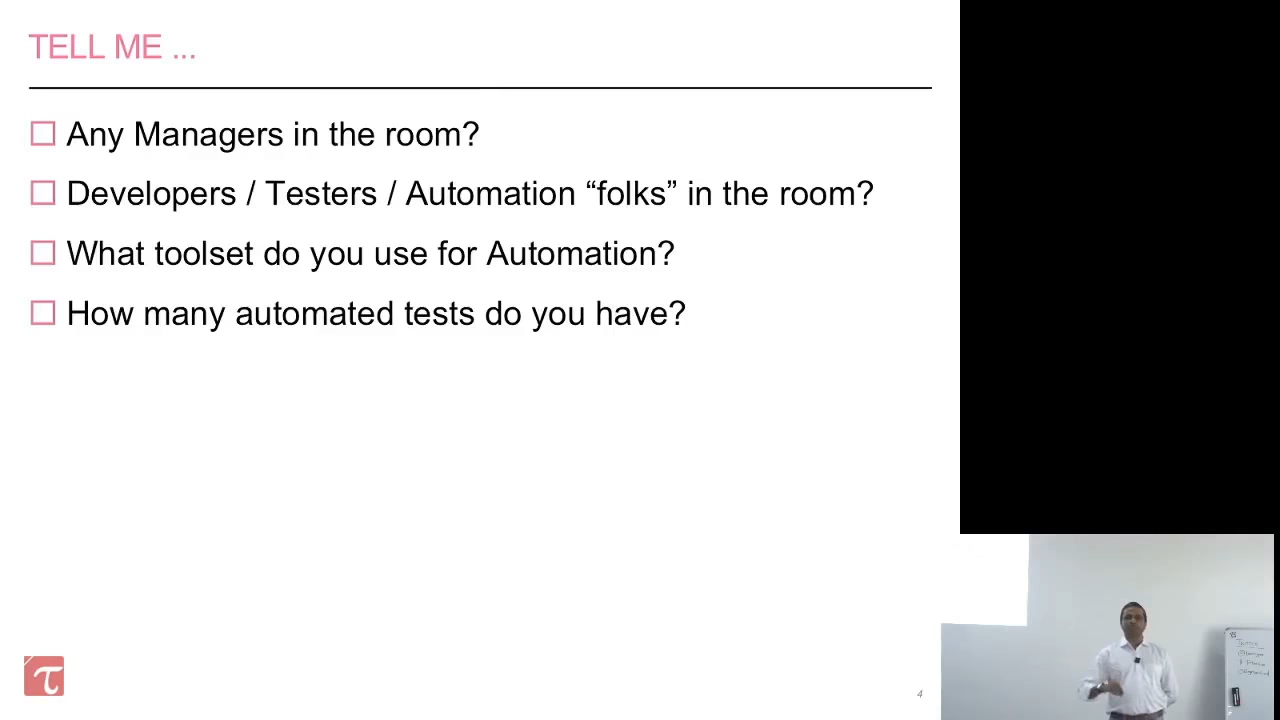 TELL ME ...
Any Managers in the room?
Developers / Testers / Automation “folks” in the room?
What toolset do you use for Automation?
How many automated tests do you have?
τ
4